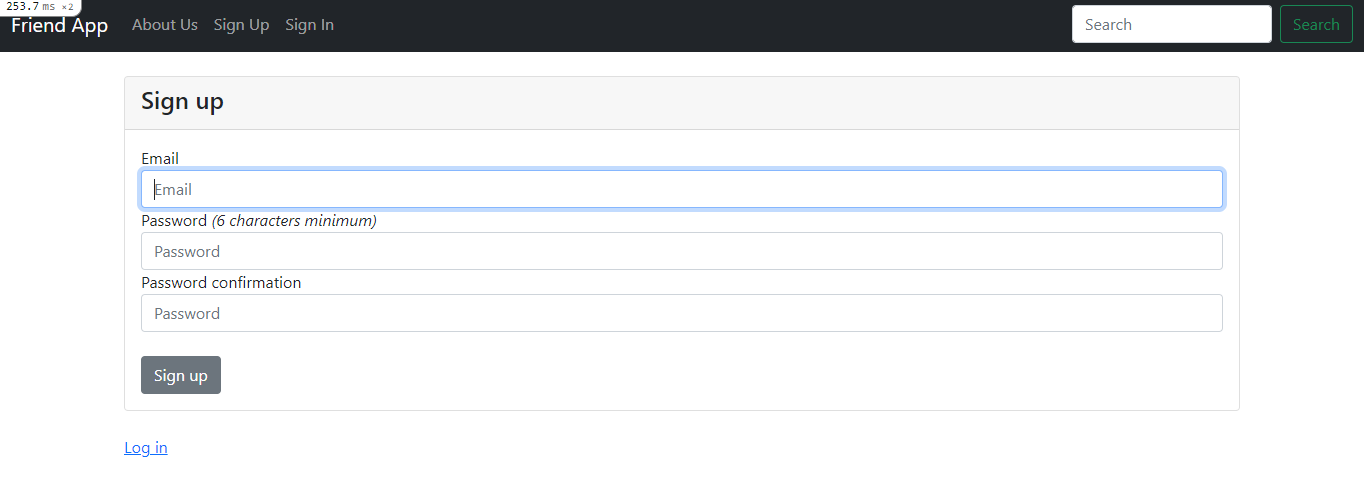 253.7 ms ×2
Friend App About Us Sign Up Sign In Search Search
Sign up
Email
Email
Password (6 characters minimum)
Password
Password confirmation
Password
Sign up
Log in